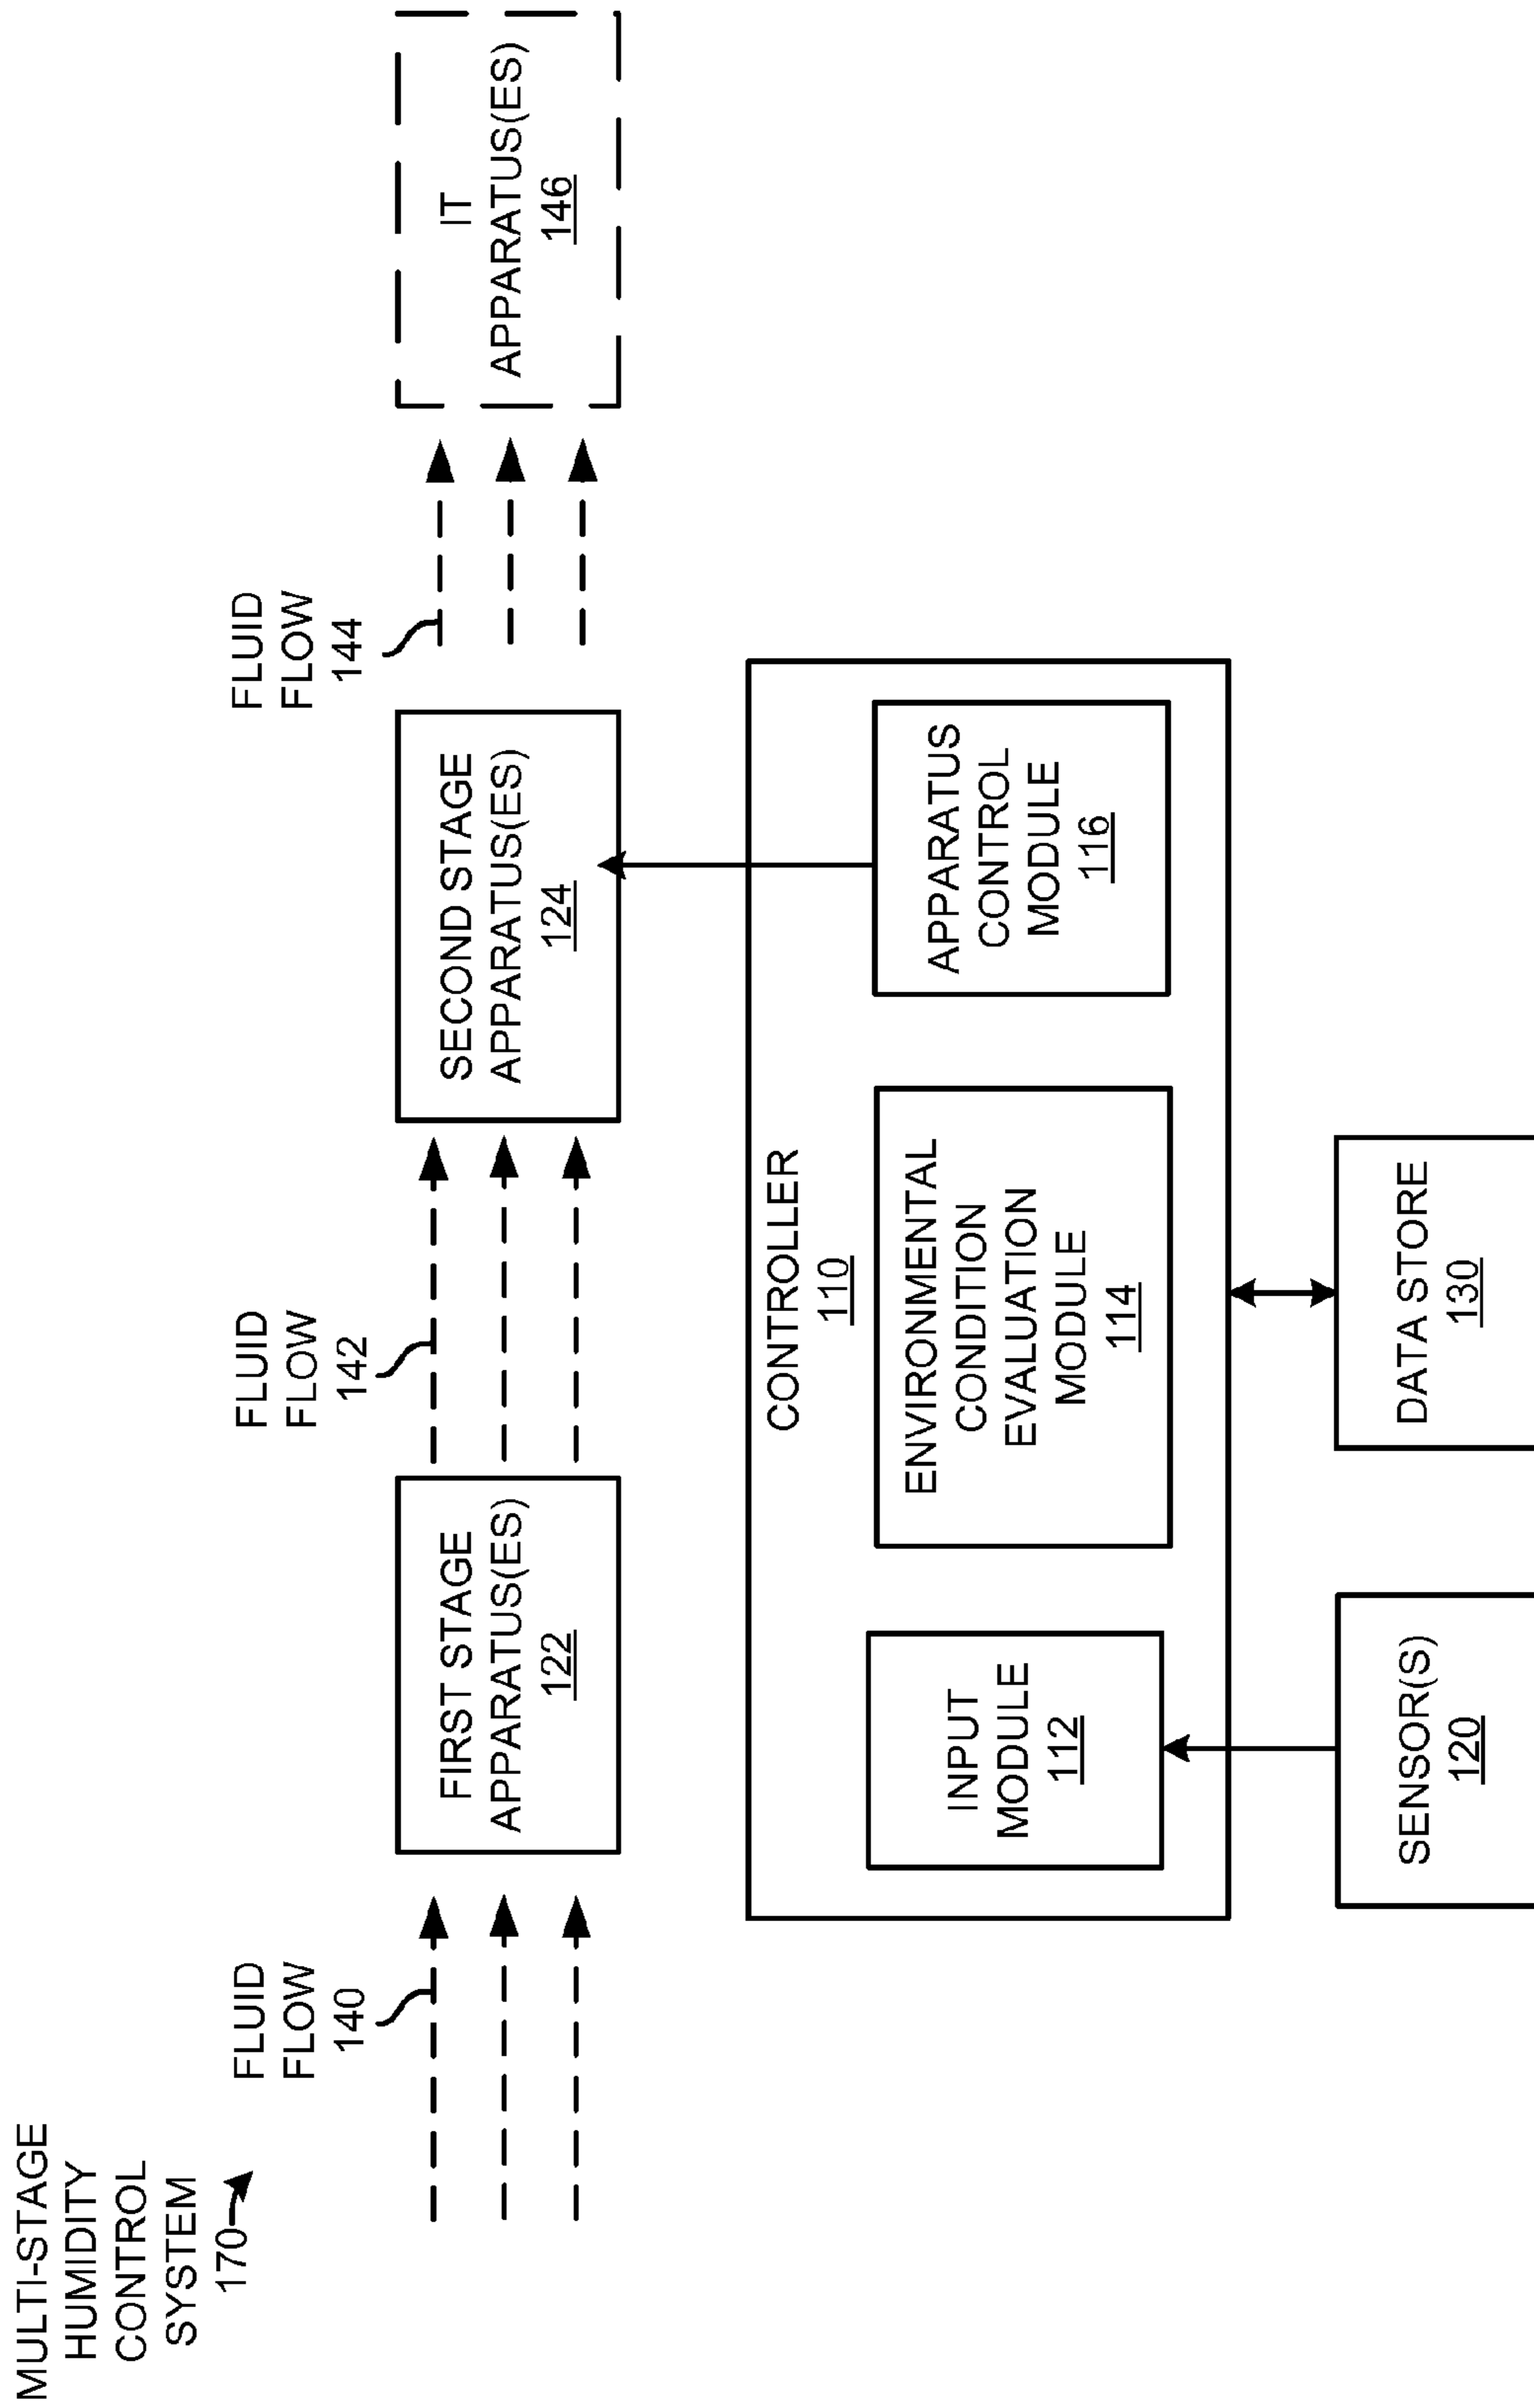 MULTI-STAGE
HUMIDITY
CONTROL
SYSTEM
170
FLUID
FLOW
140
FLUID
FLOW
142
FLUID
FLOW
144
FIRST STAGE
APPARATUS(ES)
122
SECOND STAGE
APPARATUS(ES)
124
IT
APPARATUS(ES)
146
CONTROLLER
110
INPUT
MODULE
112
ENVIRONMENTAL
CONDITION
EVALUATION
MODULE
114
APPARATUS
CONTROL
MODULE
116
SENSOR(S)
120
DATA STORE
130